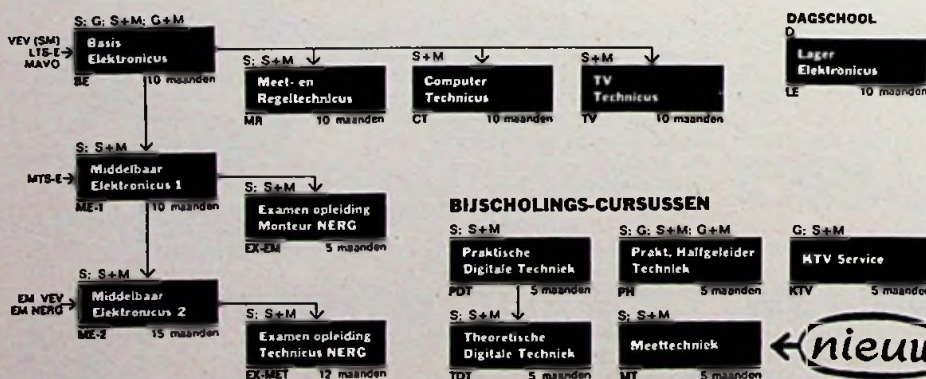 S; G; S+M; G+M
VEV (SM)
LTS-E
MAVO
Basis
Elektronicus
BE 10 maanden
S; S+M
Meet- en
Regeltechnicus
MR 10 maanden
S+M
Computer
Technicus
CT 10 maanden
S+M
TV
Technicus
TV 10 maanden
DAGSCHOOL
D
Lager
Elektronicus
LE 10 maanden
S; S+M
MTS-E
Middelbaar
Elektronicus 1
ME-1 10 maanden
S; S+M
Examen opleiding
Monteur NERG
EX-EM 5 maanden
S; S+M
EM VEV
EM NERG
Middelbaar
Elektronicus 2
ME-2 15 maanden
S; S+M
Examen opleiding
Technicus NERG
EX-MET 12 maanden
BIJSCHOLINGS-CURSUSSEN
S; S+M
Praktische
Digitale Techniek
PDT 5 maanden
S; G; S+M; G+M
Prakt. Halfgeleider
Techniek
PH 5 maanden
G; S+M
KTV Service
KTV 5 maanden
S; S+M
Theoretische
Digitale Techniek
TDT 5 maanden
S; S+M
Meettechniek
MT 5 maanden
nieuw